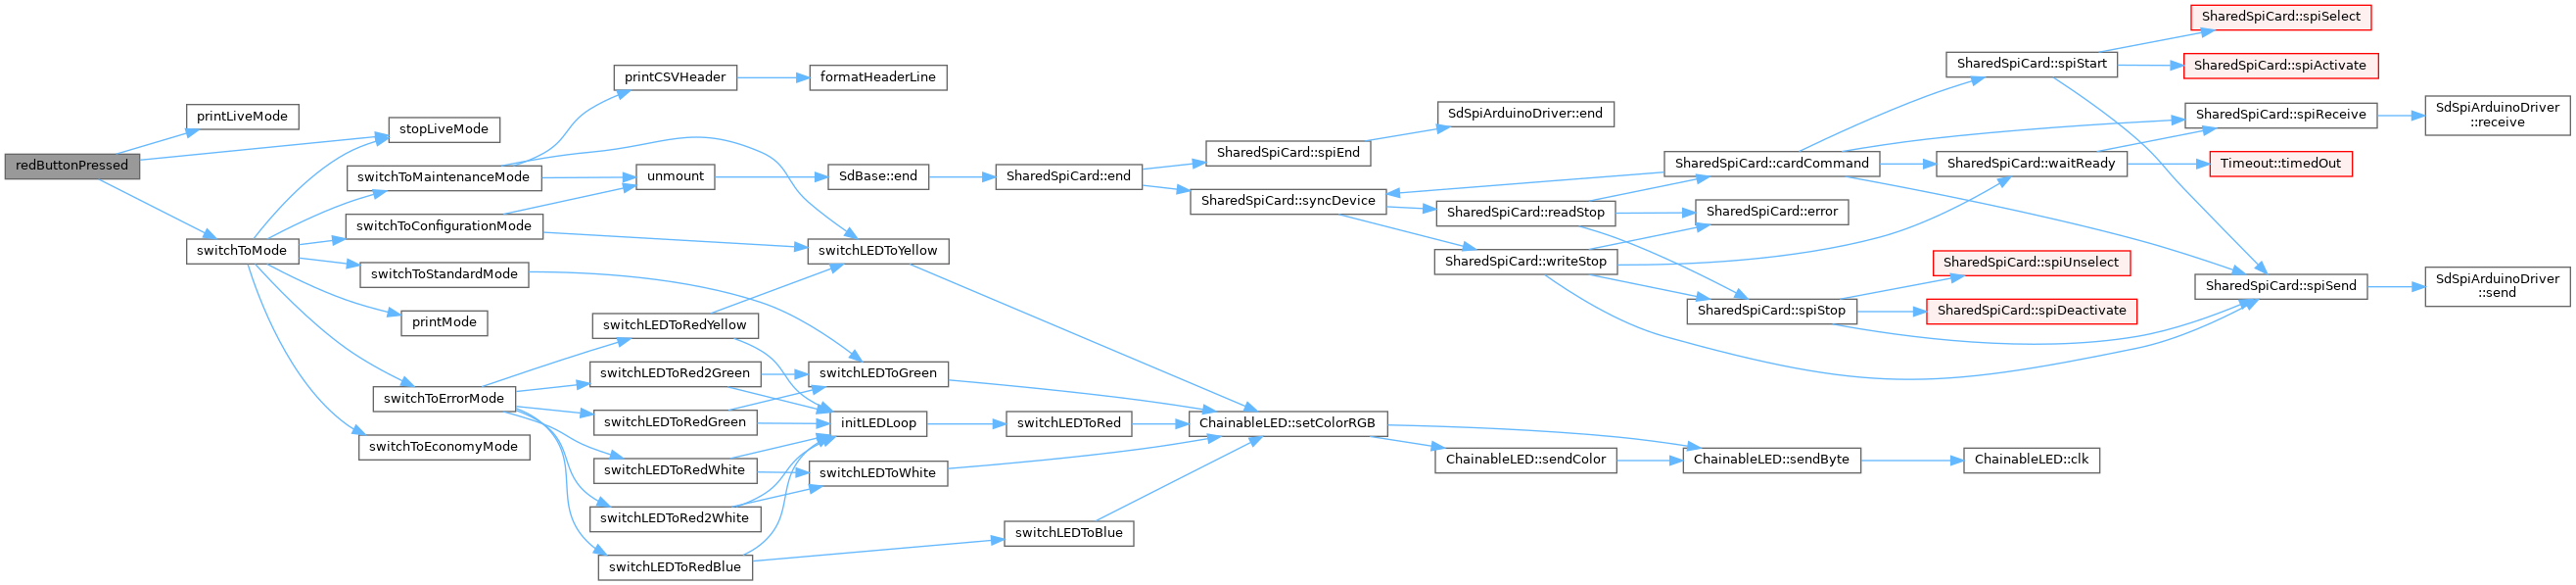 redButtonPressed
printLiveMode
stopLiveMode
switchToMode
switchToMaintenanceMode
switchToConfigurationMode
switchToStandardMode
printMode
switchToErrorMode
switchToEconomyMode
printCSVHeader
formatHeaderLine
unmount
switchLEDToYellow
switchLEDToRedYellow
switchLEDToRed2Green
switchLEDToRedGreen
switchLEDToRedWhite
switchLEDToRed2White
switchLEDToRedBlue
switchLEDToGreen
initLEDLoop
switchLEDToWhite
SdBase::end
SharedSpiCard::end
switchLEDToRed
switchLEDToBlue
SharedSpiCard::spiEnd
SharedSpiCard::syncDevice
ChainableLED::setColorRGB
SdSpiArduinoDriver::end
SharedSpiCard::readStop
SharedSpiCard::writeStop
ChainableLED::sendColor
SharedSpiCard::cardCommand
SharedSpiCard::error
SharedSpiCard::spiStop
ChainableLED::sendByte
SharedSpiCard::spiStart
SharedSpiCard::waitReady
SharedSpiCard::spiUnselect
SharedSpiCard::spiDeactivate
ChainableLED::clk
SharedSpiCard::spiSelect
SharedSpiCard::spiActivate
SharedSpiCard::spiReceive
Timeout::timedOut
SharedSpiCard::spiSend
SdSpiArduinoDriver
::receive
SdSpiArduinoDriver
::send